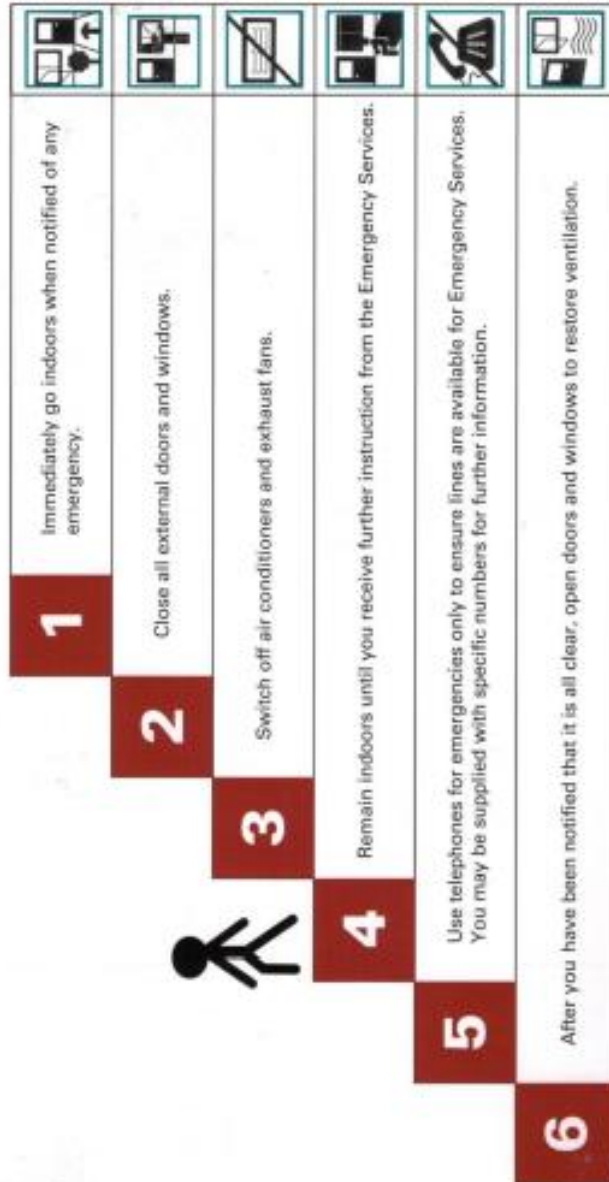 1
Immediately go indoors when notified of any
emergency.
2
Close all external doors and windows.
3
Switch off air conditioners and exhaust fans.
4
Remain indoors until you receive further instruction from the Emergency Services.
5
Use telephones for emergencies only to ensure lines are available for Emergency Services.
You may be supplied with specific numbers for further information.
6
After you have been notified that it is all clear, open doors and windows to restore ventilation.